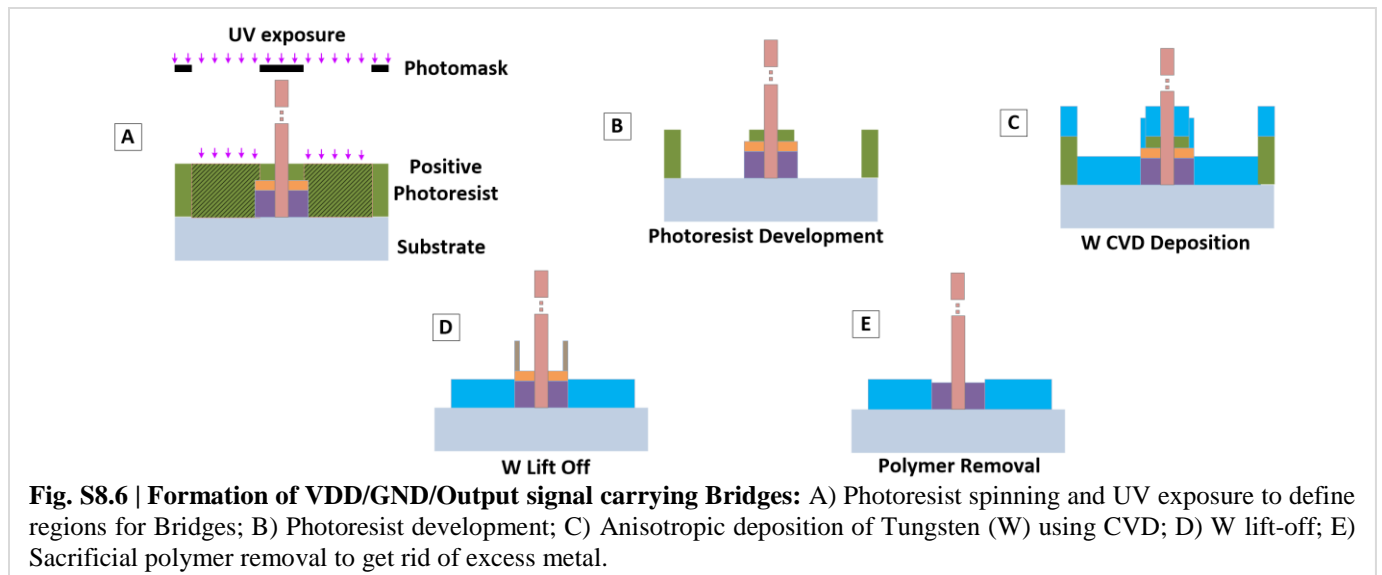 UV exposure
Photomask
A
Positive
Photoresist
Substrate
B
Photoresist Development
C
W CVD Deposition
D
W Lift Off
E
Polymer Removal
Fig. S8.6 | Formation of VDD/GND/Output signal carrying Bridges: A) Photoresist spinning and UV exposure to define
regions for Bridges; B) Photoresist development; C) Anisotropic deposition of Tungsten (W) using CVD; D) W lift-off; E)
Sacrificial polymer removal to get rid of excess metal.